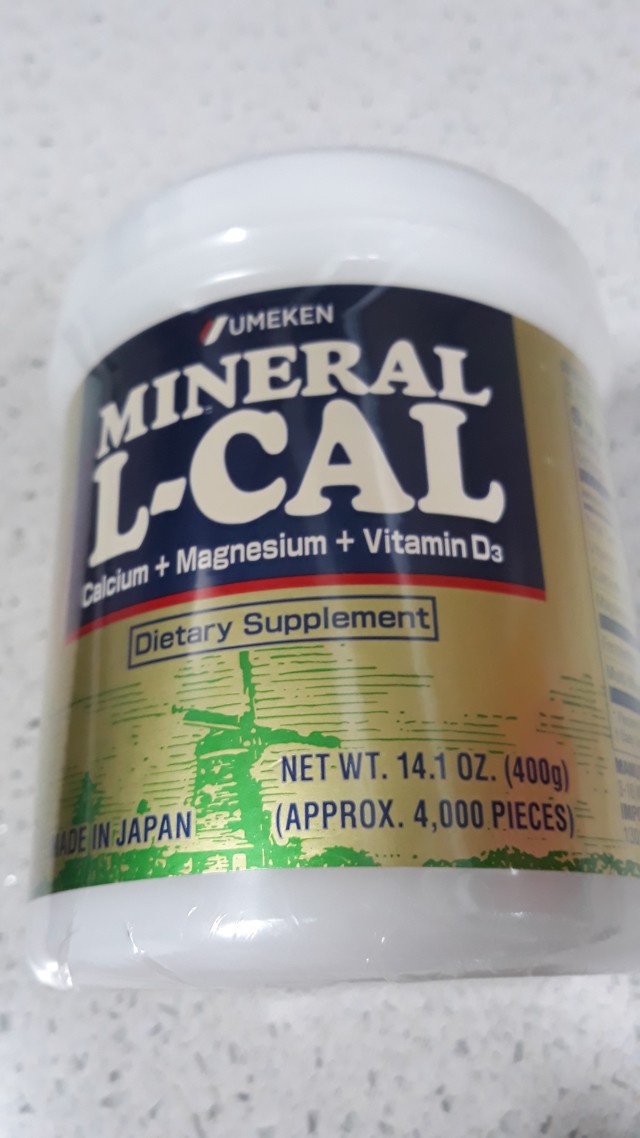 UMEKEN
MINERAL
L-CAL
Calcium + Magnesium + Vitamin D3
Dietary Supplement
NET WT. 14.1 OZ. (400g)
MADE IN JAPAN
(APPROX. 4,000 PIECES)